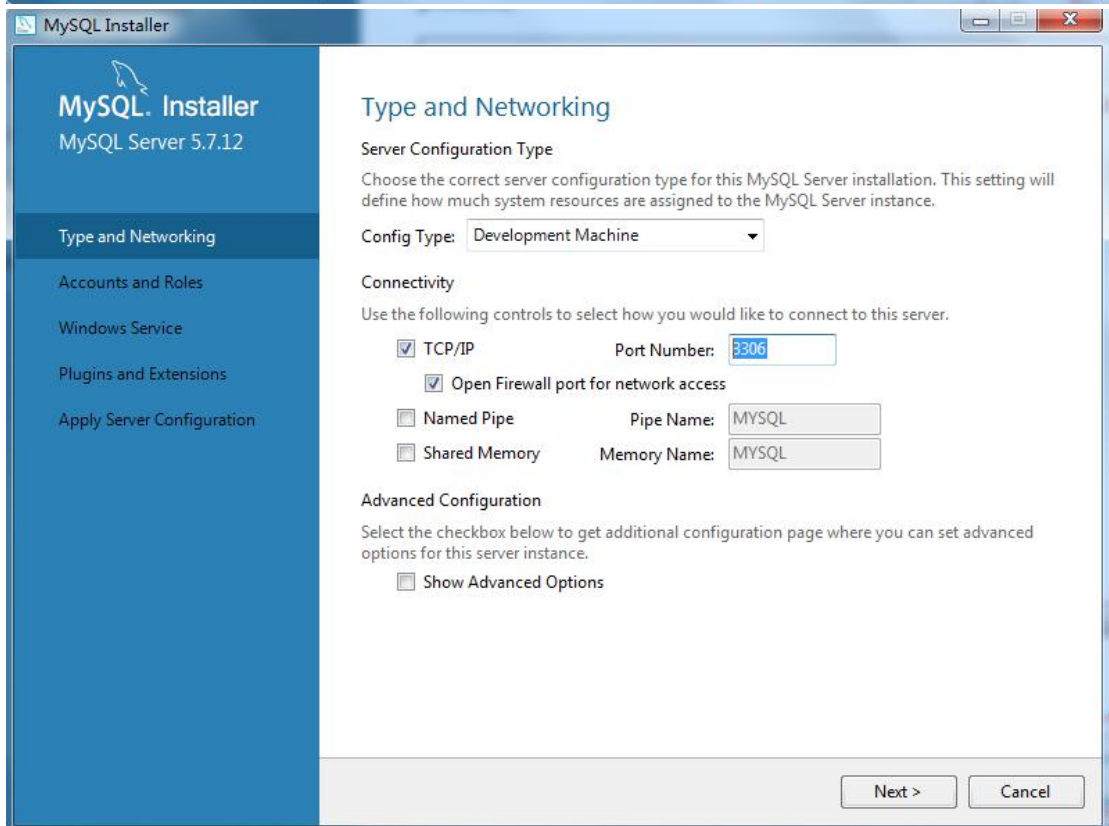 MySQL Installer
MySQL. Installer
MySQL Server 5.7.12
Type and Networking
Accounts and Roles
Windows Service
Plugins and Extensions
Apply Server Configuration
Type and Networking
Server Configuration Type
Choose the correct server configuration type for this MySQL Server installation. This setting will
define how much system resources are assigned to the MySQL Server instance.
Config Type: Development Machine
Connectivity
Use the following controls to select how you would like to connect to this server.
TCP/IP Port Number: 3306
Open Firewall port for network access
Named Pipe Pipe Name: MYSQL
Shared Memory Memory Name: MYSQL
Advanced Configuration
Select the checkbox below to get additional configuration page where you can set advanced
options for this server instance.
Show Advanced Options
Next > Cancel